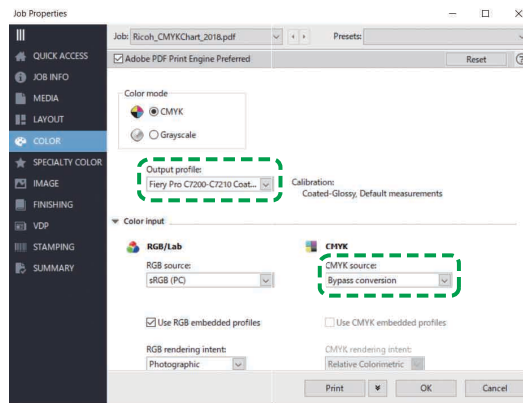 Job Properties
Job: Ricoh_CMYKChart_2018.pdf
Presets:
QUICK ACCESS
JOB INFO
MEDIA
LAYOUT
COLOR
SPECIALTY COLOR
IMAGE
FINISHING
VDP
STAMPING
SUMMARY
Adobe PDF Print Engine Preferred
Reset
Color mode
CMYK
Grayscale
Output profile:
Fiery Pro C7200-C7210 Coat...
Calibration:
Coated-Glossy, Default measurements
Color input
RGB/Lab
RGB source:
sRGB (PC)
Use RGB embedded profiles
RGB rendering intent:
Photographic
CMYK
CMYK source:
Bypass conversion
Use CMYK embedded profiles
CMYK rendering intent:
Relative Colorimetric
Print
OK
Cancel